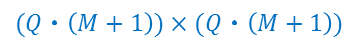 (Q・(M + 1)) × (Q・(M + 1))